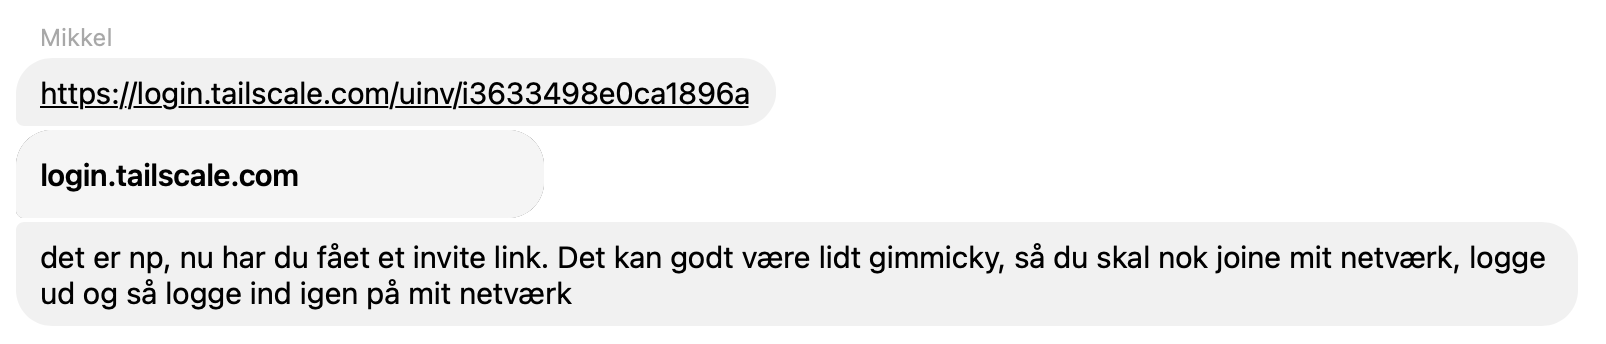 Mikkel
https://login.tailscale.com/uinv/i3633498e0ca1896a
login.tailscale.com
det er np, nu har du fået et invite link. Det kan godt være lidt gimmicky, så du skal nok joine mit netværk, logge
ud og så logge ind igen på mit netværk